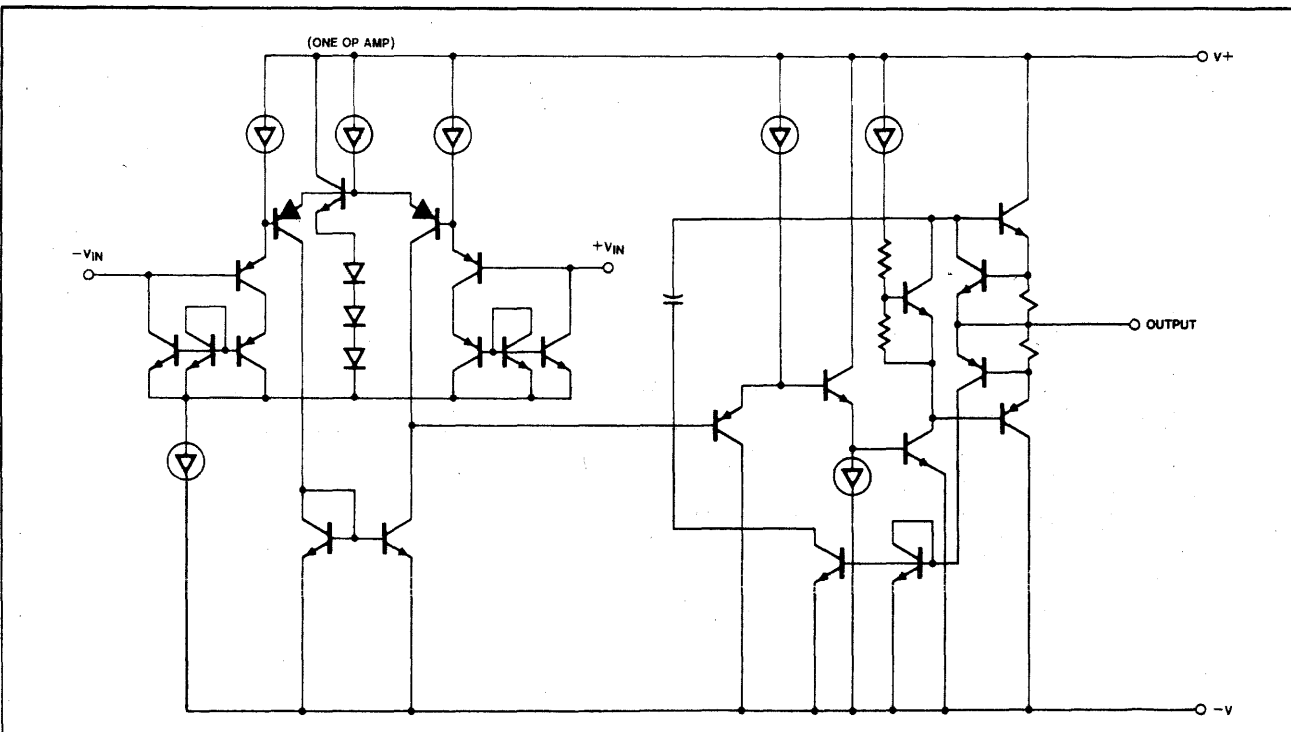 (ONE OP AMP)
V+
-VIN
+VIN
OUTPUT
-V